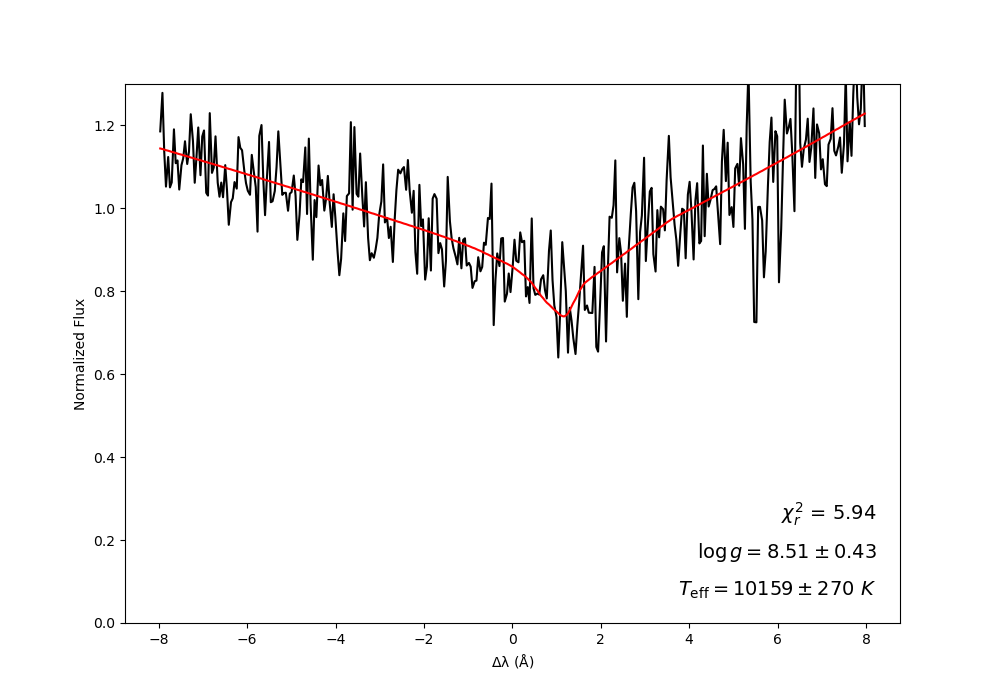 1.2
1.0
0.8
0.6
0.4
0.2
0.0
Normalized Flux
χ²ᵣ = 5.94
log g = 8.51 ± 0.43
T_eff = 10159 ± 270 K
−8 −6 −4 −2 0 2 4 6 8
Δλ (Å)